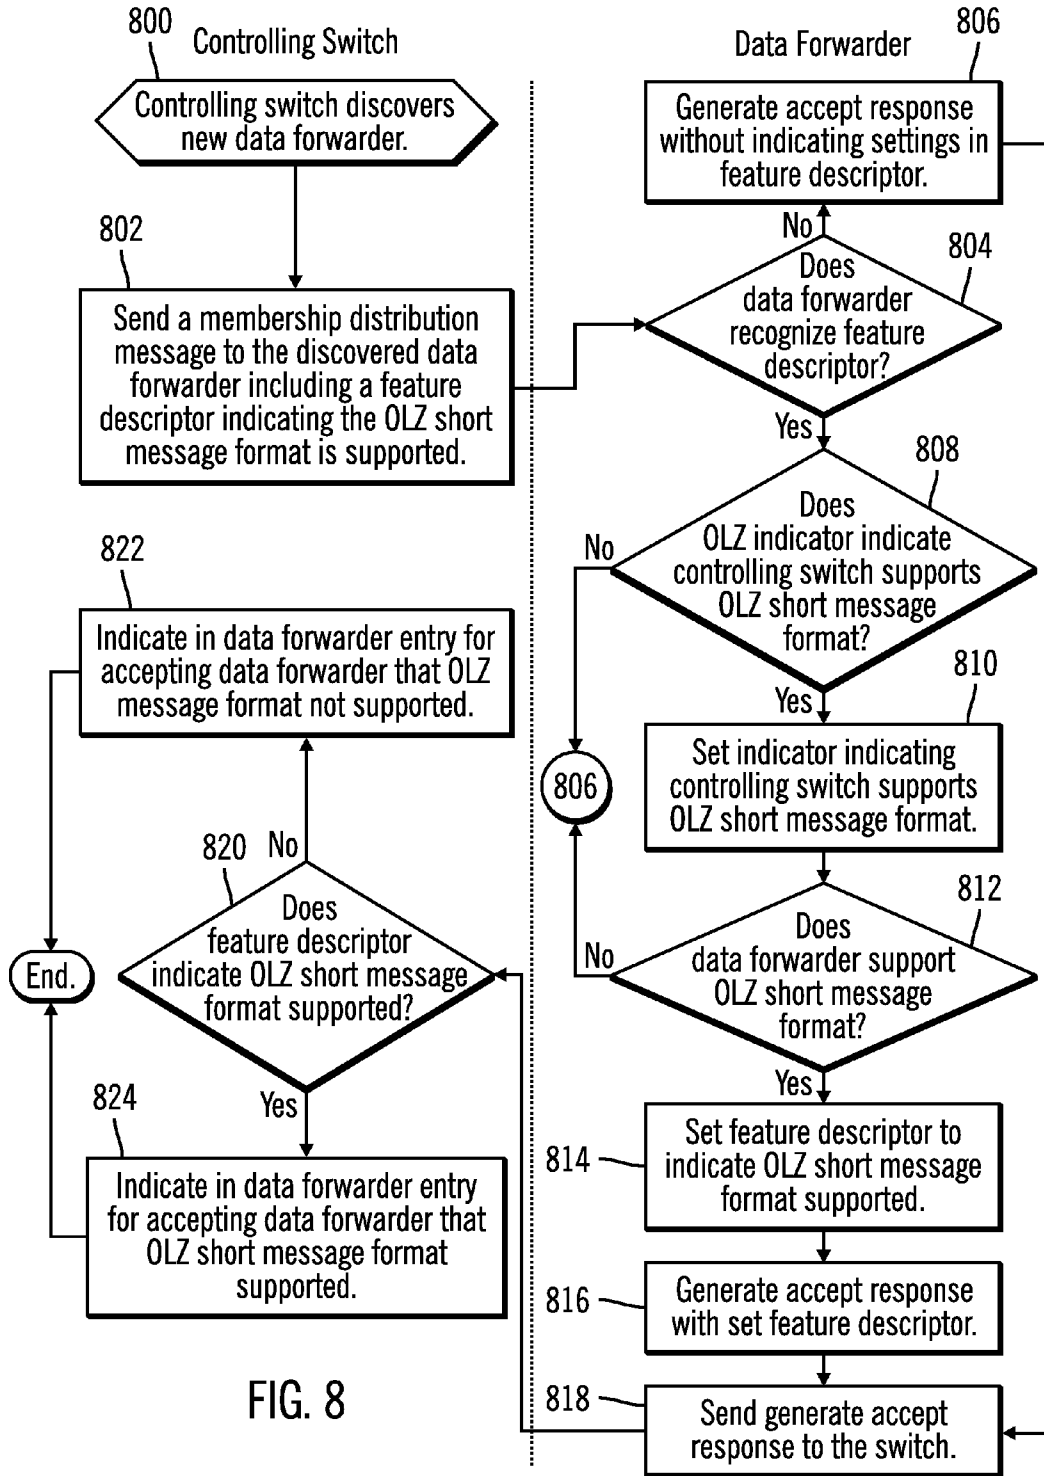 800
Controlling Switch
Controlling switch discovers
new data forwarder.
802
Send a membership distribution
message to the discovered data
forwarder including a feature
descriptor indicating the OLZ short
message format is supported.
822
Indicate in data forwarder entry for
accepting data forwarder that OLZ
message format not supported.
820
No
Does
feature descriptor
indicate OLZ short message
format supported?
End.
Yes
824
Indicate in data forwarder entry
for accepting data forwarder that
OLZ short message format
supported.
FIG. 8
Data Forwarder
806
Generate accept response
without indicating settings in
feature descriptor.
No
804
Does
data forwarder
recognize feature
descriptor?
Yes
808
Does
OLZ indicator indicate
controlling switch supports
OLZ short message
format?
No
Yes
810
Set indicator indicating
controlling switch supports
OLZ short message format.
806
812
Does
data forwarder support
OLZ short message
format?
No
Yes
814
Set feature descriptor to
indicate OLZ short message
format supported.
816
Generate accept response
with set feature descriptor.
818
Send generate accept
response to the switch.